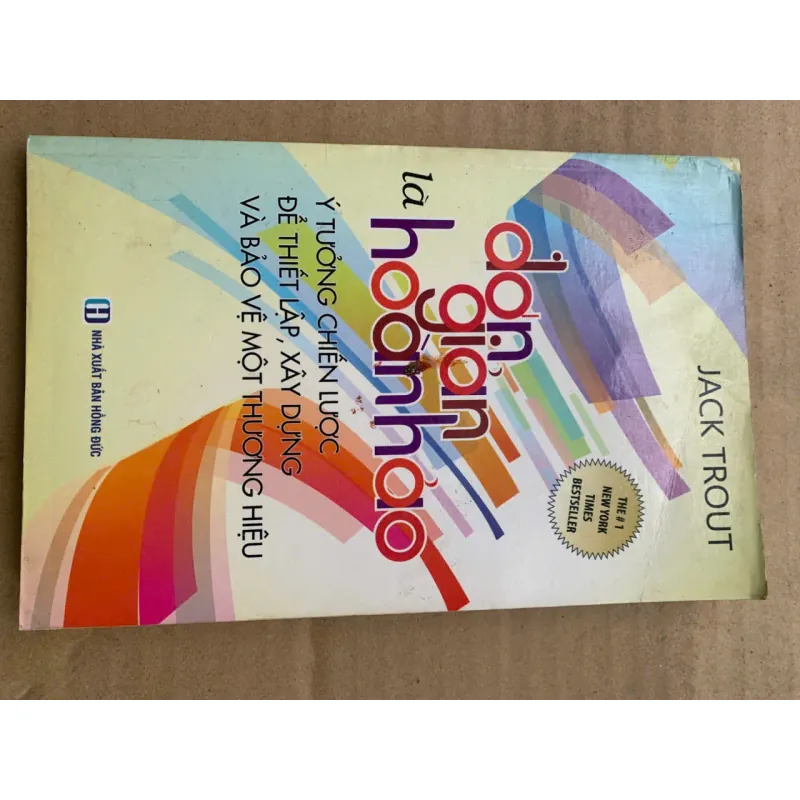 JACK TROUT
THE # 1
NEW YORK
TIMES
BESTSELLER
đơn giản
là hoàn hảo
Ý TƯỞNG CHIẾN LƯỢC
ĐỂ THIẾT LẬP, XÂY DỰNG
VÀ BẢO VỆ MỘT THƯƠNG HIỆU
NHÀ XUẤT BẢN HỒNG ĐỨC